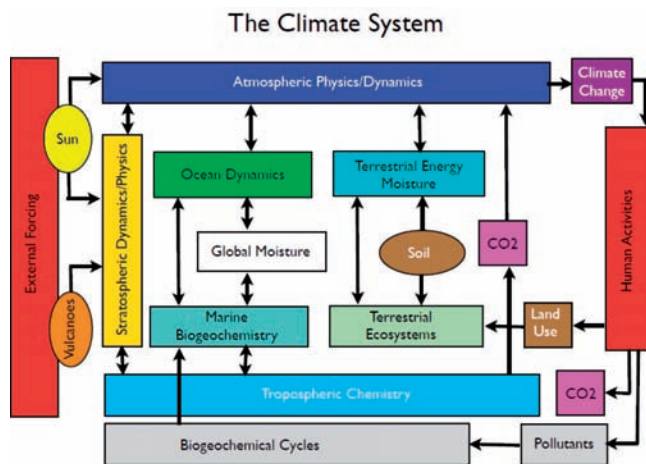 The Climate System
External Forcing
Sun
Vulcanoes
Stratospheric Dynamics/Physics
Atmospheric Physics/Dynamics
Climate
Change
Ocean Dynamics
Terrestrial Energy
Moisture
Global Moisture
Soil
CO2
Human Activities
Marine
Biogeochemistry
Terrestrial
Ecosystems
Land
Use
Tropospheric Chemistry
CO2
Biogeochemical Cycles
Pollutants